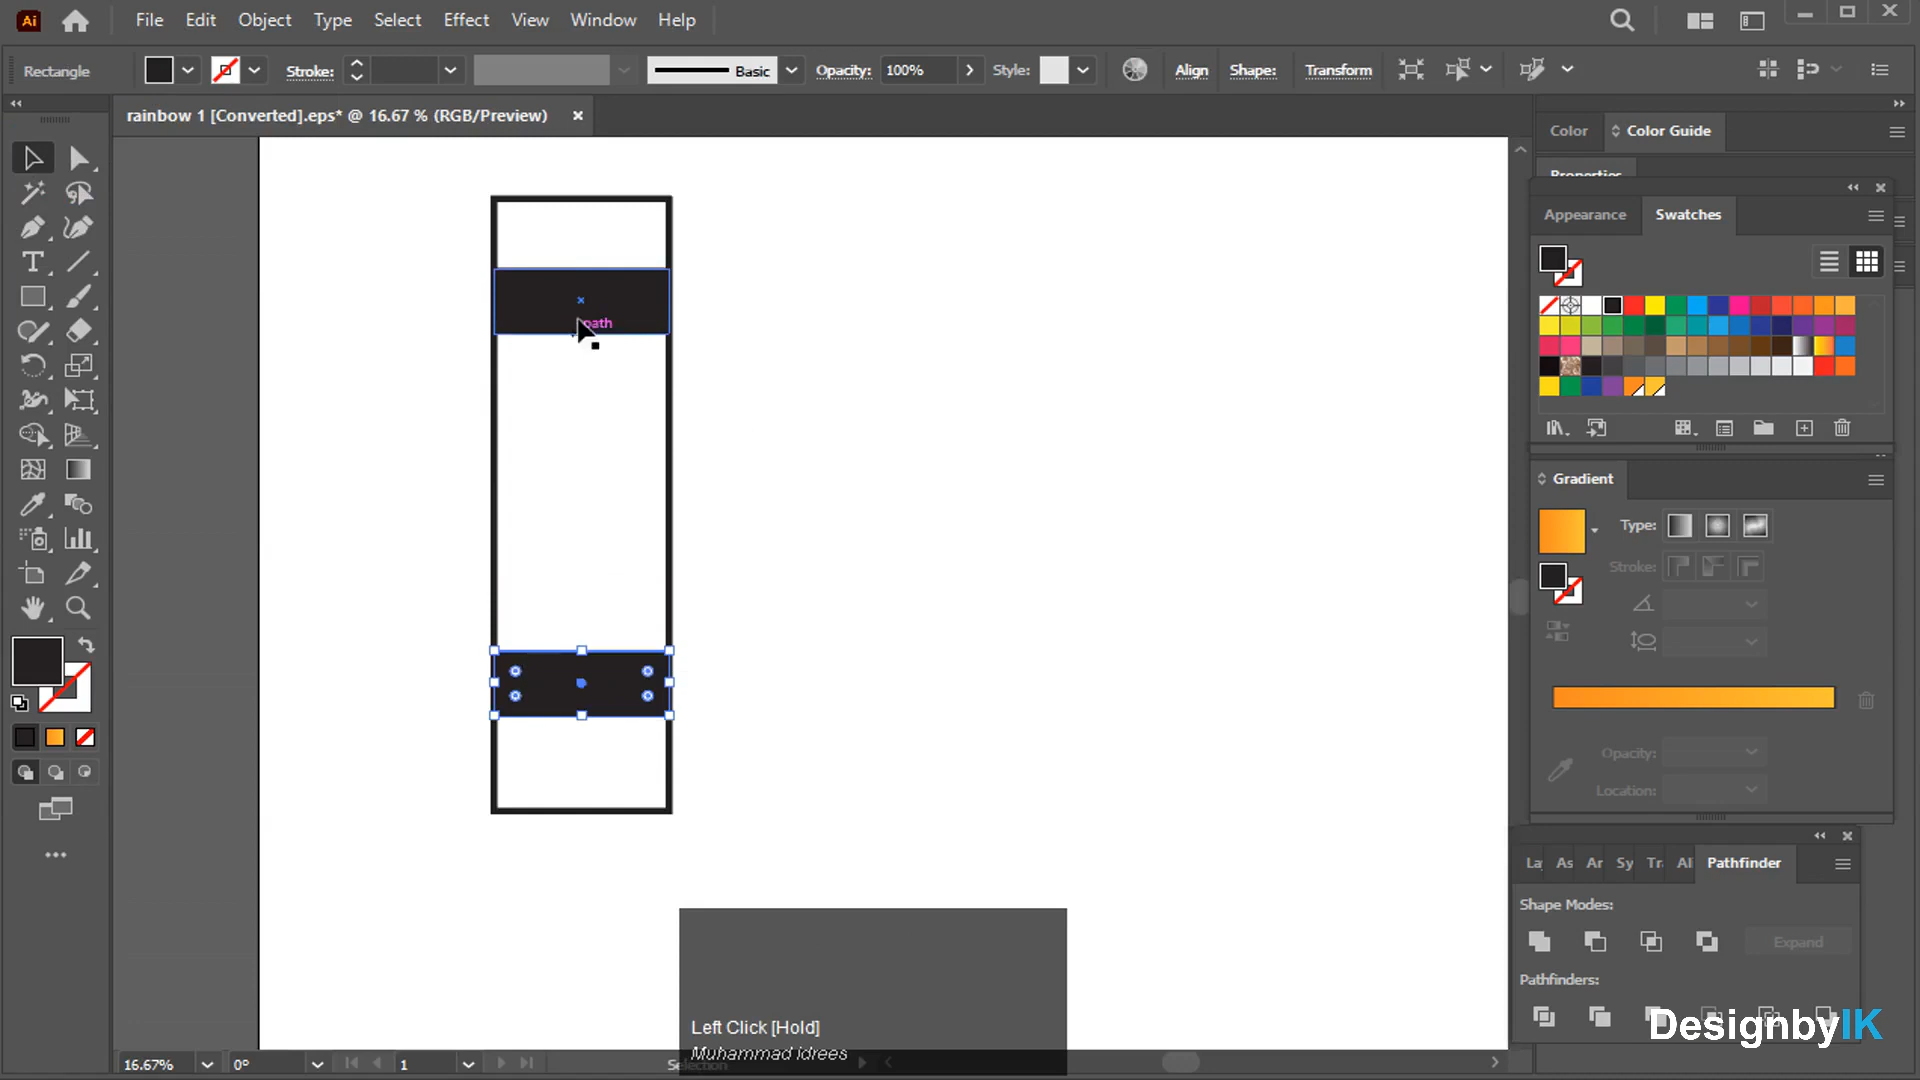 Ai File Edit Object Type Select Effect View Window Help
Rectangle Stroke: Basic Opacity: 100% Style: Align Shape: Transform
rainbow 1 [Converted].eps* @ 16.67 % (RGB/Preview) ×
Color Color Guide
Properties
Appearance Swatches
path
Gradient
Type:
Stroke:
Opacity:
Location:
Pathfinder
Shape Modes:
Expand
Pathfinders:
DesignbyIK
Left Click [Hold]
Muhammad idrees
16.67% 0° 1 Selection